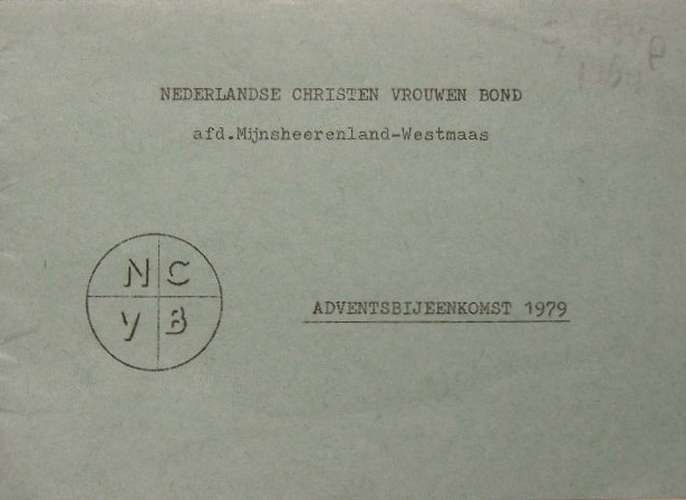 NEDERLANDSE CHRISTEN VROUWEN BOND
afd.Mijnsheerenland-Westmaas
N C
V B
ADVENTSBIJEENKOMST 1979